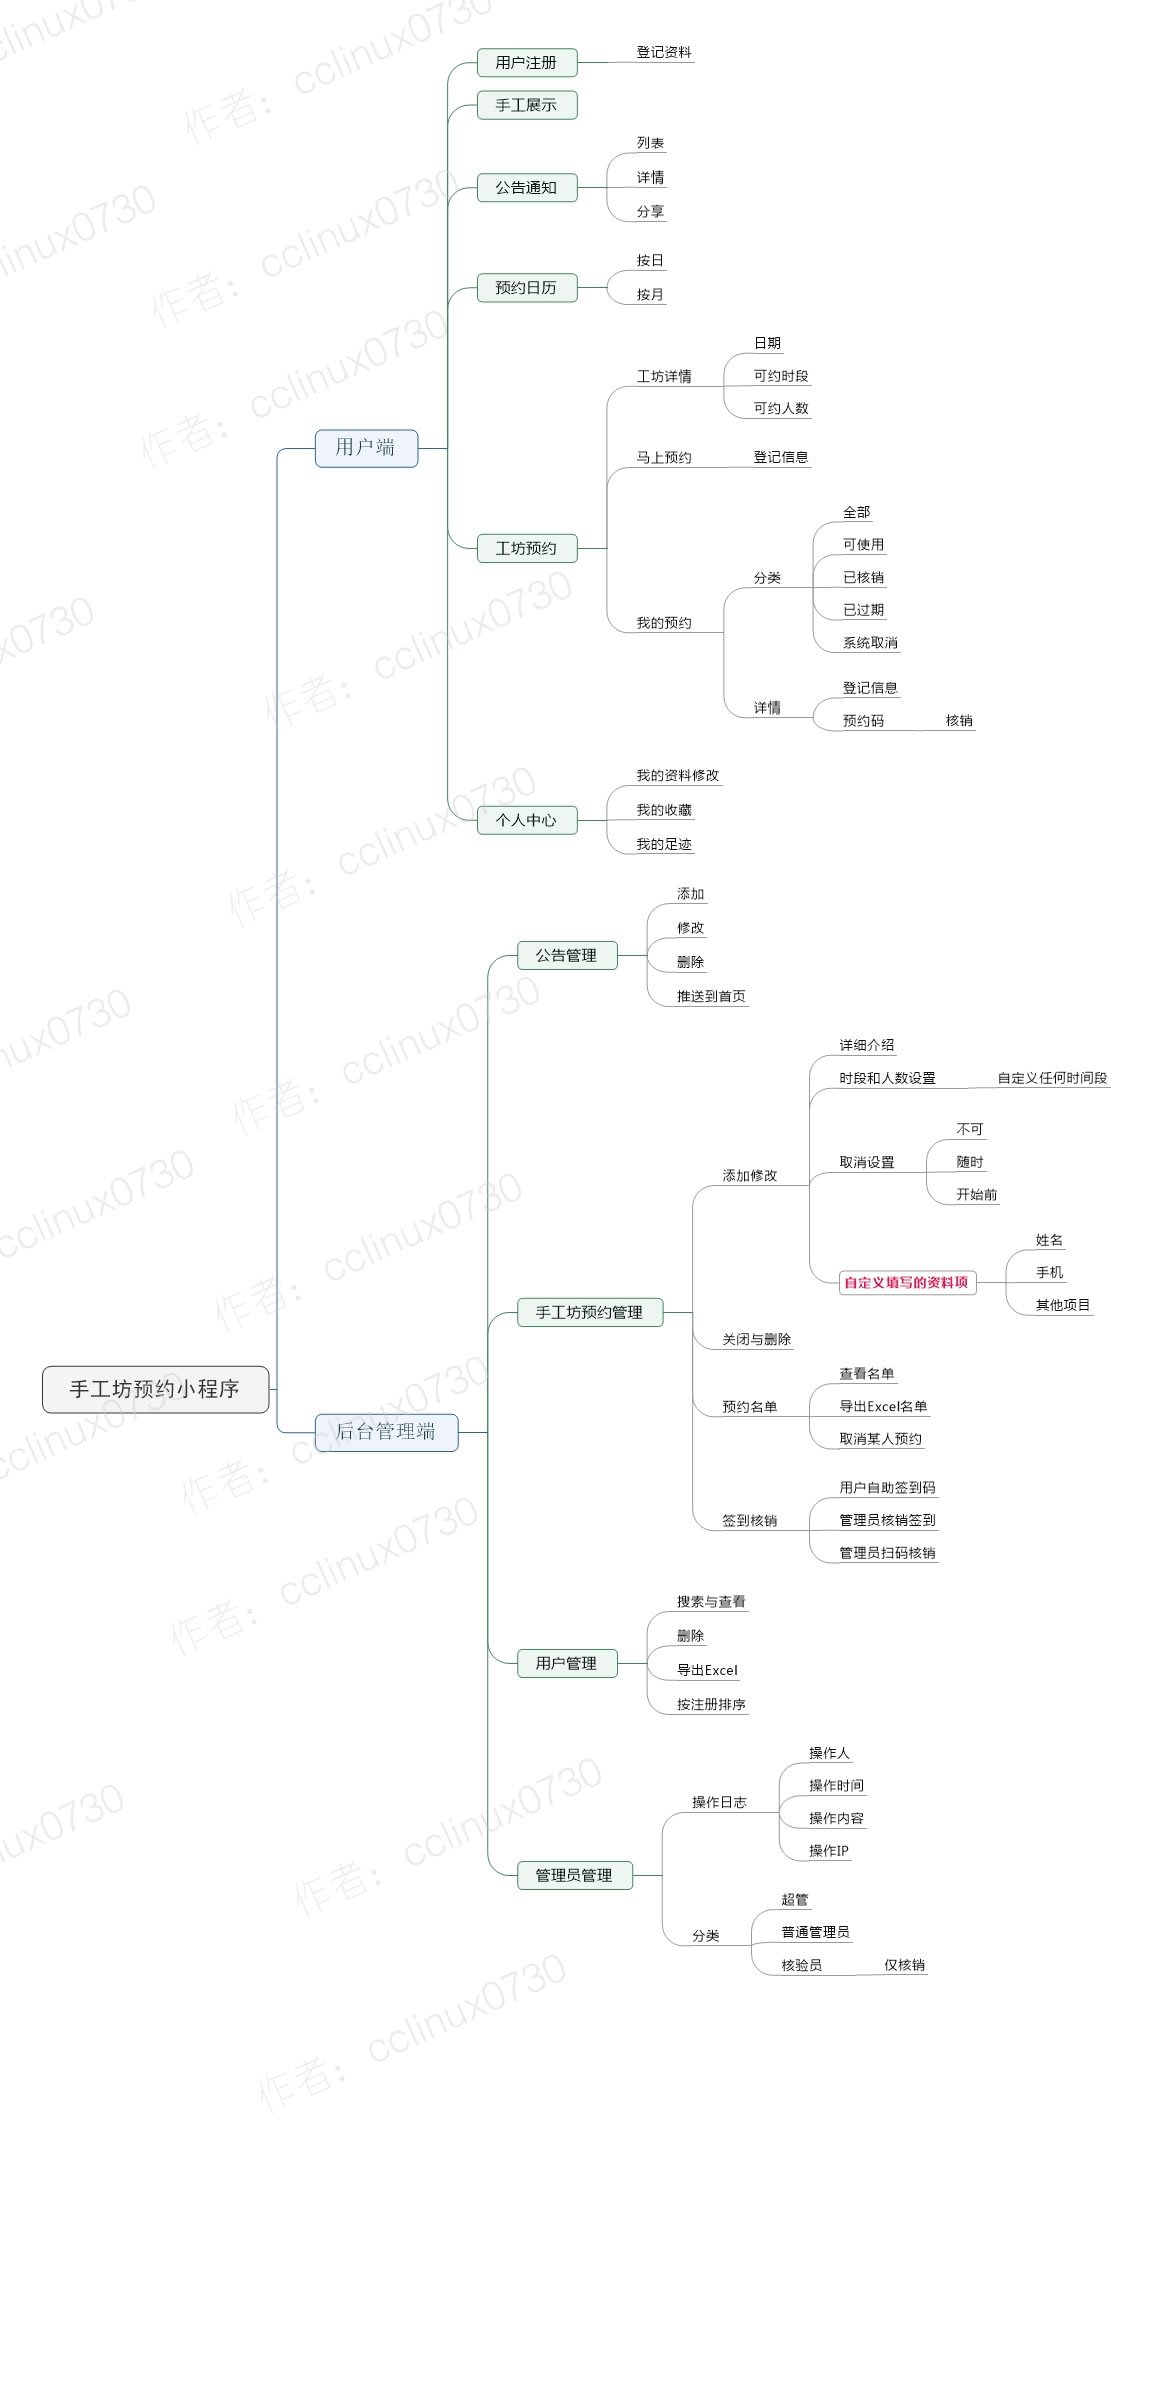 手工坊预约小程序
用户端
用户注册
登记资料
手工展示
公告通知
列表
详情
分享
预约日历
按日
按月
工坊预约
工坊详情
日期
可约时段
可约人数
马上预约
登记信息
我的预约
分类
全部
可使用
已核销
已过期
系统取消
详情
登记信息
预约码
核销
个人中心
我的资料修改
我的收藏
我的足迹
后台管理端
公告管理
添加
修改
删除
推送到首页
手工坊预约管理
添加修改
详细介绍
时段和人数设置
自定义任何时间段
取消设置
不可
随时
开始前
自定义填写的资料项
姓名
手机
其他项目
关闭与删除
预约名单
查看名单
导出Excel名单
取消某人预约
签到核销
用户自助签到码
管理员核销签到
管理员扫码核销
用户管理
搜索与查看
删除
导出Excel
按注册排序
管理员管理
操作日志
操作人
操作时间
操作内容
操作IP
分类
超管
普通管理员
核验员
仅核销
作者：cclinux0730